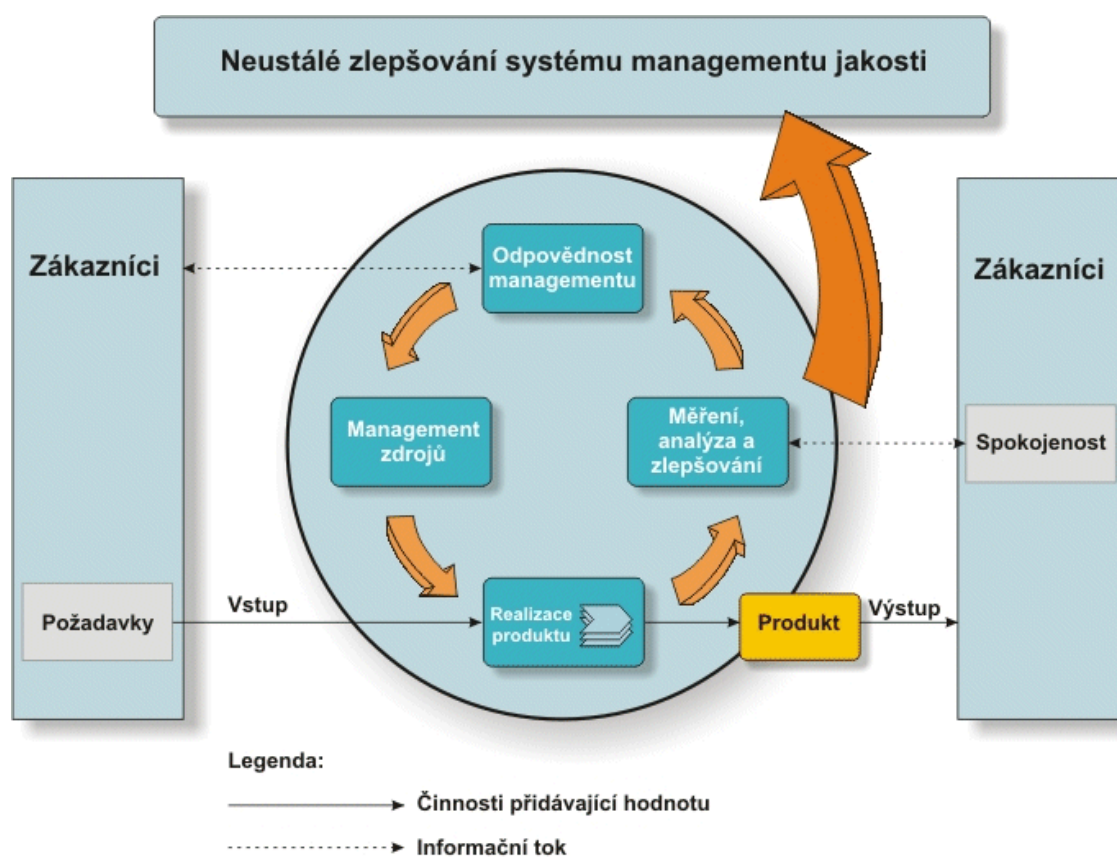 Neustálé zlepšování systému managementu jakosti
Zákazníci
Odpovědnost
managementu
Zákazníci
Management
zdrojů
Měření,
analýza a
zlepšování
Spokojenost
Požadavky
Vstup
Realizace
produktu
Produkt
Výstup
Legenda:
Činnosti přidávající hodnotu
Informační tok